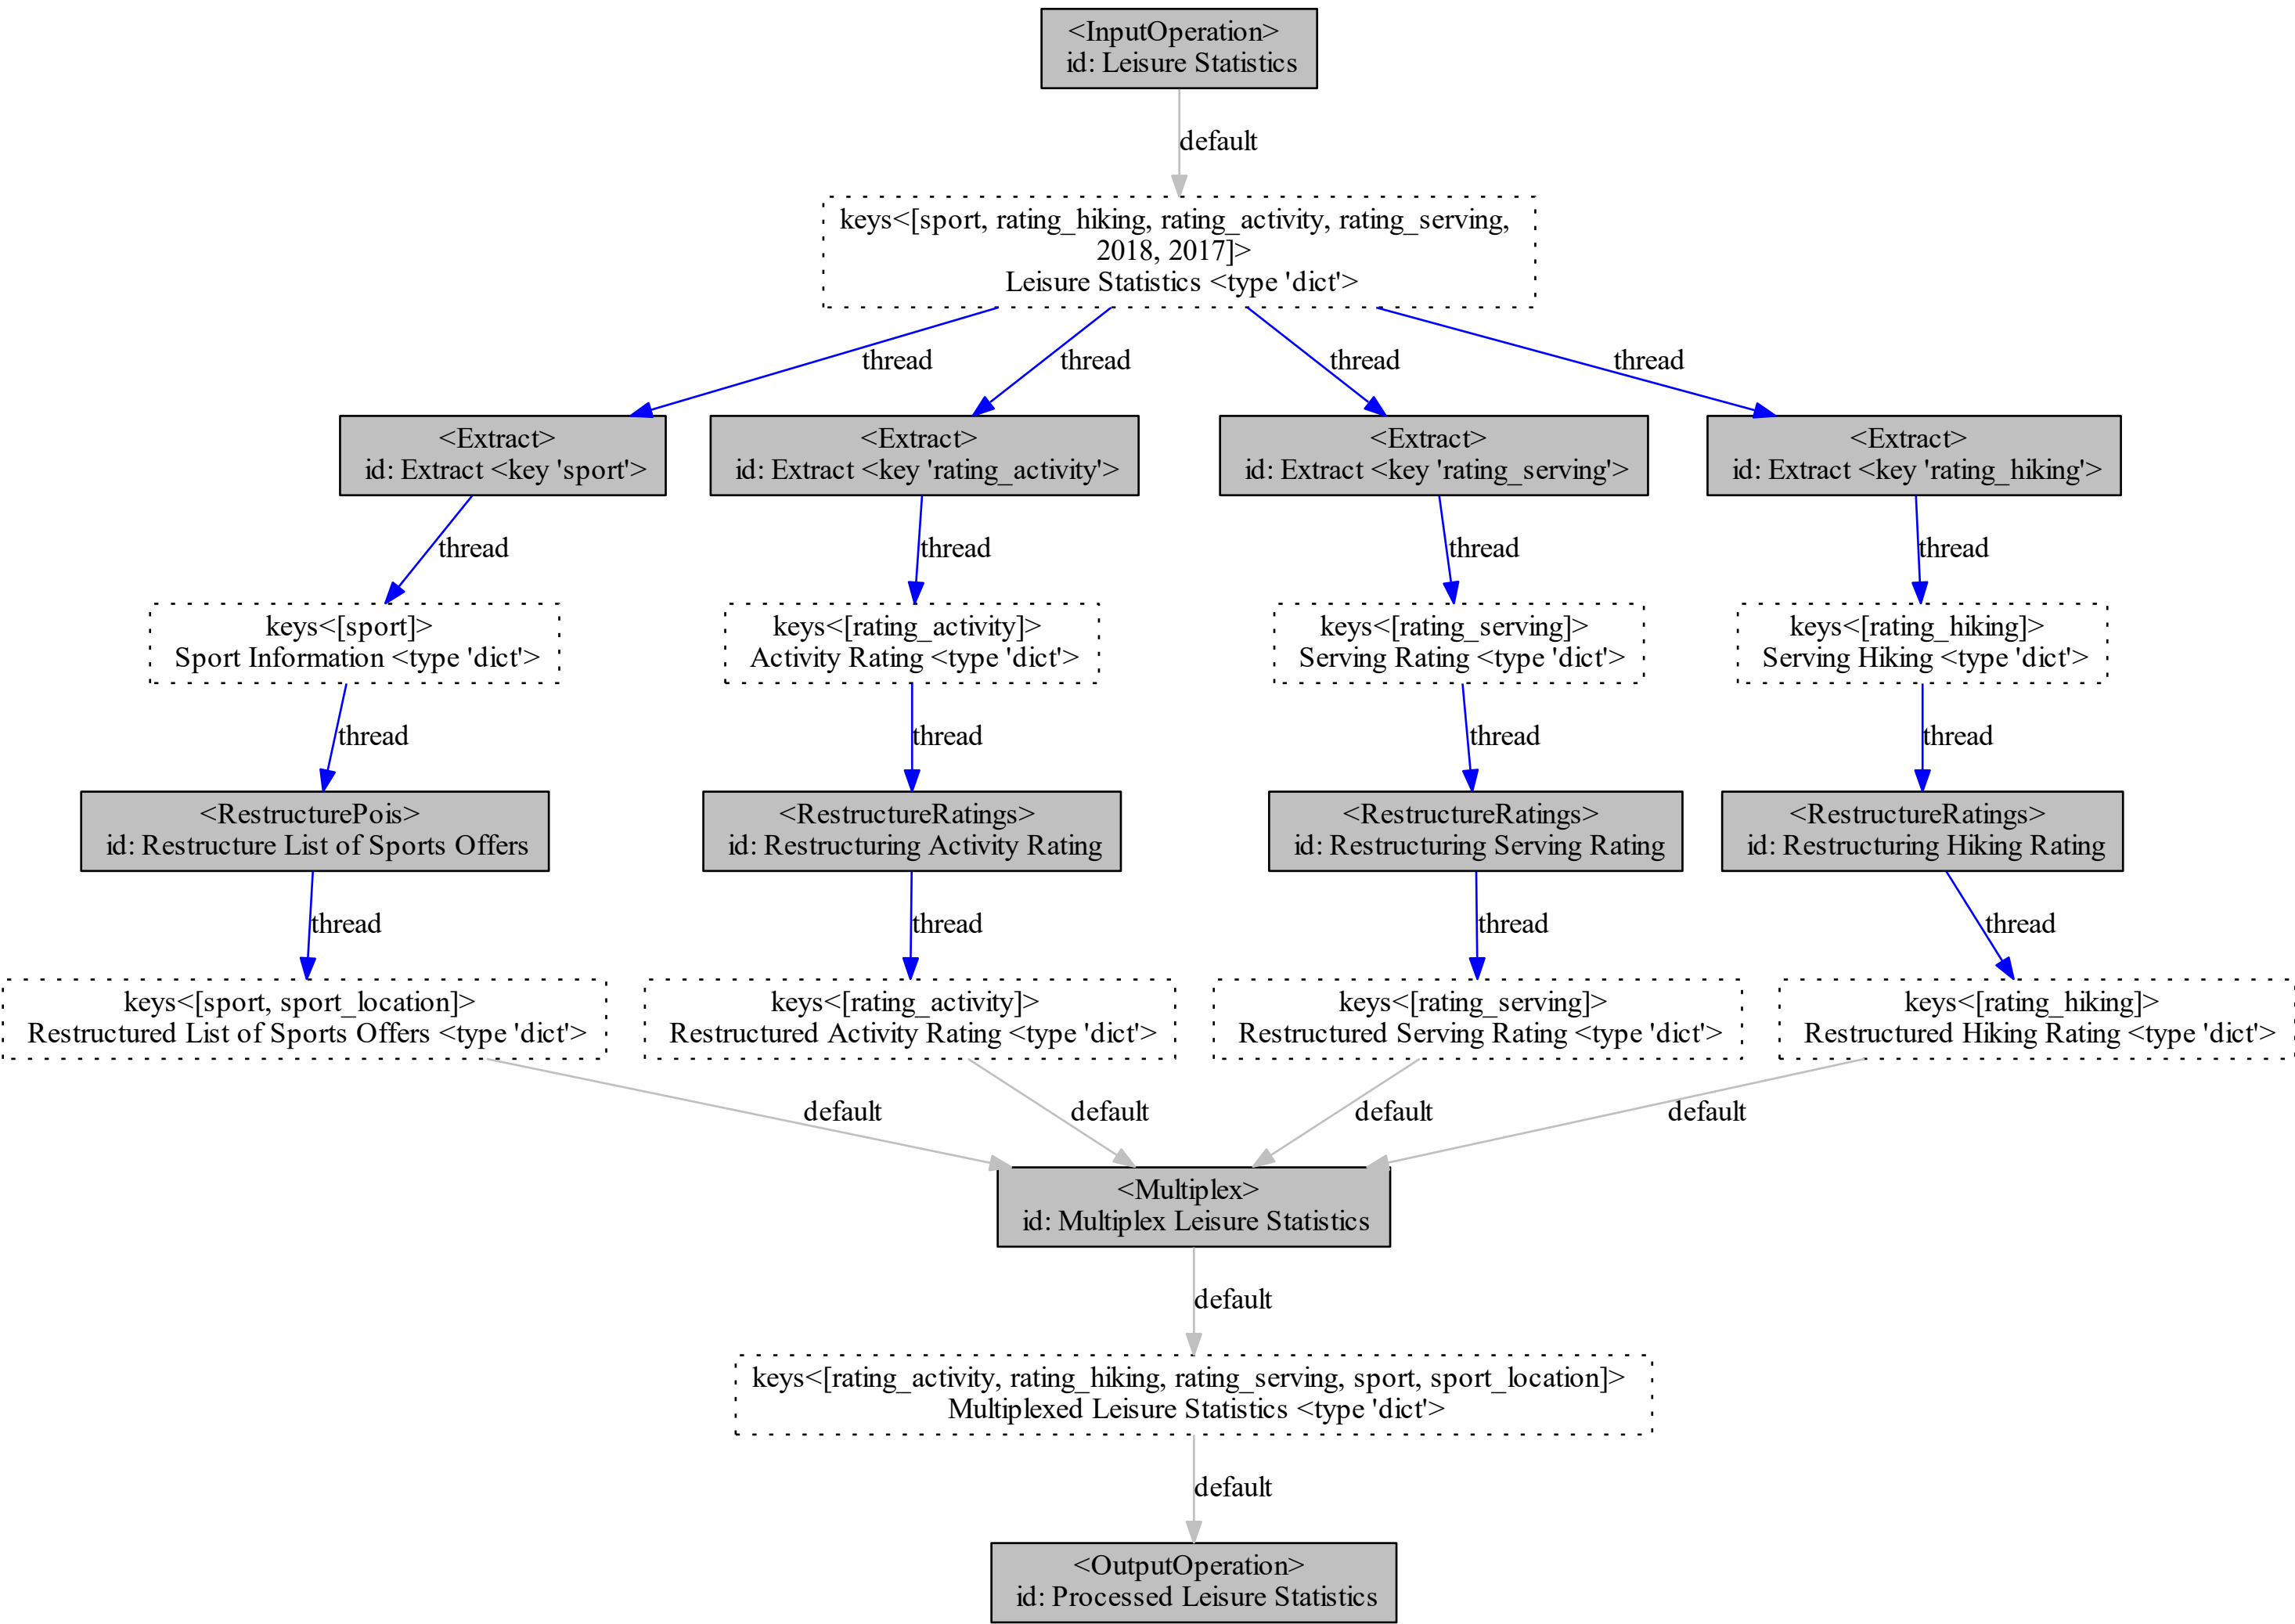 <InputOperation>
id: Leisure Statistics
default
keys<[sport, rating_hiking, rating_activity, rating_serving,
2018, 2017]>
Leisure Statistics <type 'dict'>
thread
thread
thread
thread
<Extract>
id: Extract <key 'sport'>
<Extract>
id: Extract <key 'rating_activity'>
<Extract>
id: Extract <key 'rating_serving'>
<Extract>
id: Extract <key 'rating_hiking'>
thread
thread
thread
thread
keys<[sport]>
Sport Information <type 'dict'>
keys<[rating_activity]>
Activity Rating <type 'dict'>
keys<[rating_serving]>
Serving Rating <type 'dict'>
keys<[rating_hiking]>
Serving Hiking <type 'dict'>
thread
thread
thread
thread
<RestructurePois>
id: Restructure List of Sports Offers
<RestructureRatings>
id: Restructuring Activity Rating
<RestructureRatings>
id: Restructuring Serving Rating
<RestructureRatings>
id: Restructuring Hiking Rating
thread
thread
thread
thread
keys<[sport, sport_location]>
Restructured List of Sports Offers <type 'dict'>
keys<[rating_activity]>
Restructured Activity Rating <type 'dict'>
keys<[rating_serving]>
Restructured Serving Rating <type 'dict'>
keys<[rating_hiking]>
Restructured Hiking Rating <type 'dict'>
default
default
default
default
<Multiplex>
id: Multiplex Leisure Statistics
default
keys<[rating_activity, rating_hiking, rating_serving, sport, sport_location]>
Multiplexed Leisure Statistics <type 'dict'>
default
<OutputOperation>
id: Processed Leisure Statistics